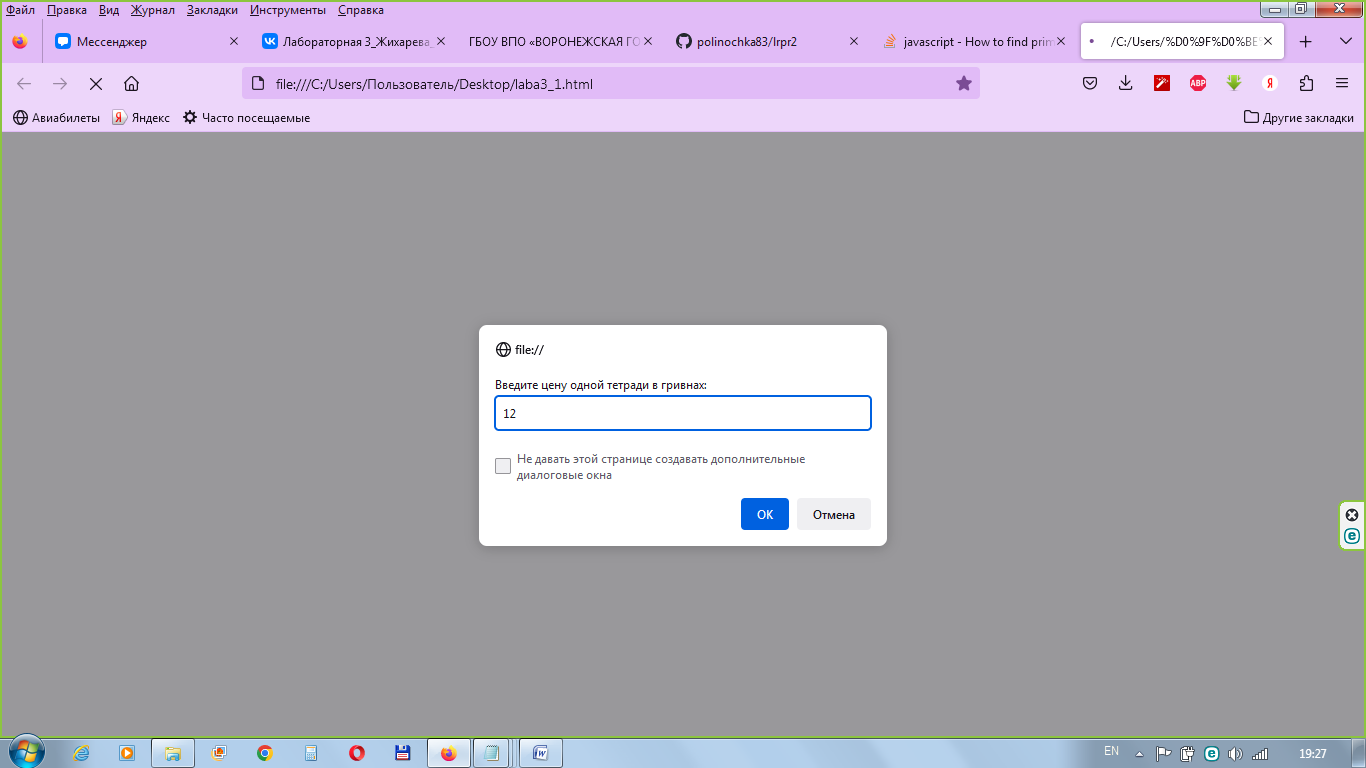 Файл Правка Вид Журнал Закладки Инструменты Справка
Мессенджер
Лабораторная 3_Жихарева_
ГБОУ ВПО «ВОРОНЕЖСКАЯ ГО
polinochka83/lrpr2
javascript - How to find prim
/C:/Users/%D0%9F%D0%BE
file:///C:/Users/Пользователь/Desktop/laba3_1.html
Авиабилеты Яндекс Часто посещаемые Другие закладки
file://
Введите цену одной тетради в гривнах:
12
Не давать этой странице создавать дополнительные
диалоговые окна
OK Отмена
EN 19:27